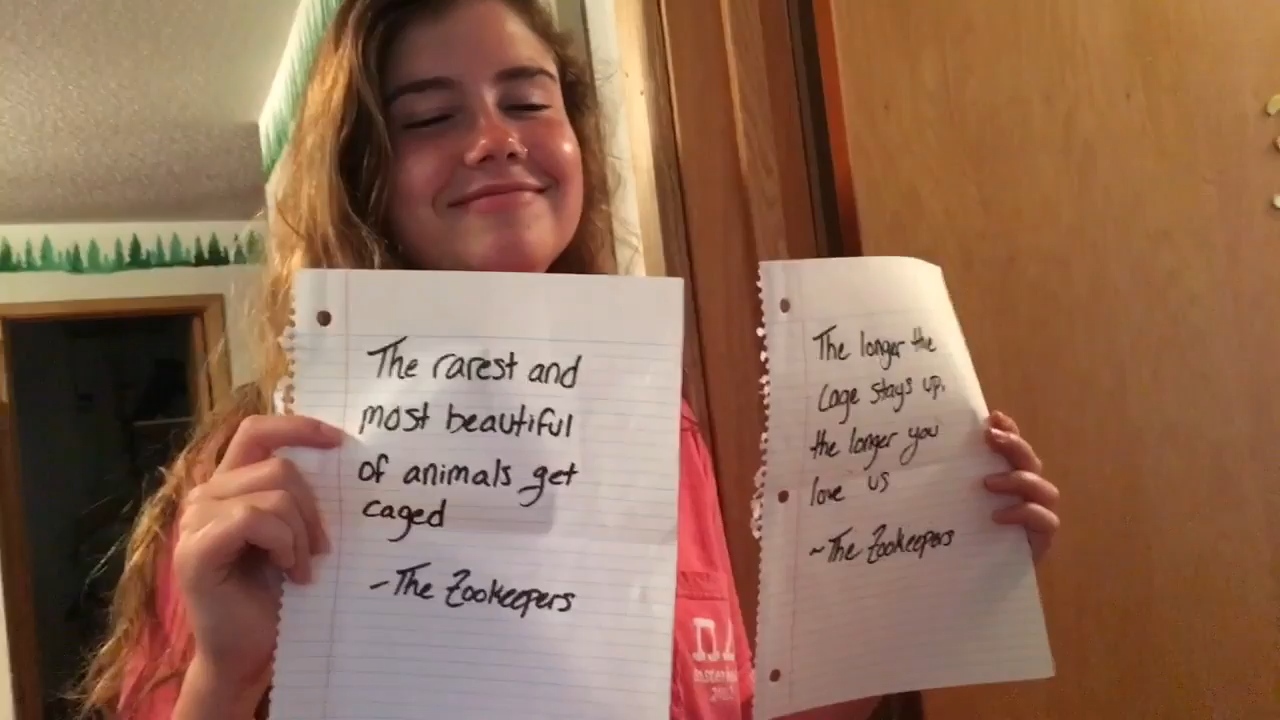 The rarest and
most beautiful
of animals get
caged
-The Zookeepers
The longer the
cage stays up,
the longer you
love us
~The Zookeepers
ΠΔ